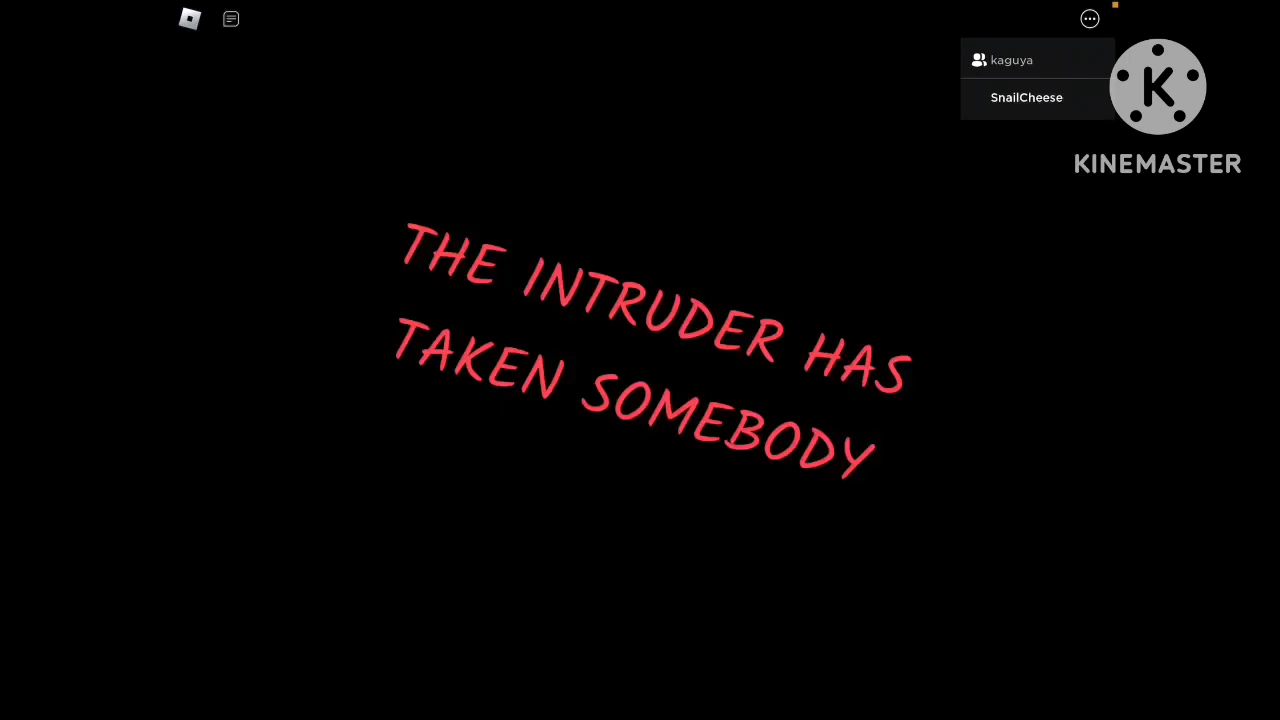 kaguya
SnailCheese
K
KINEMASTER
THE INTRUDER HAS
TAKEN SOMEBODY